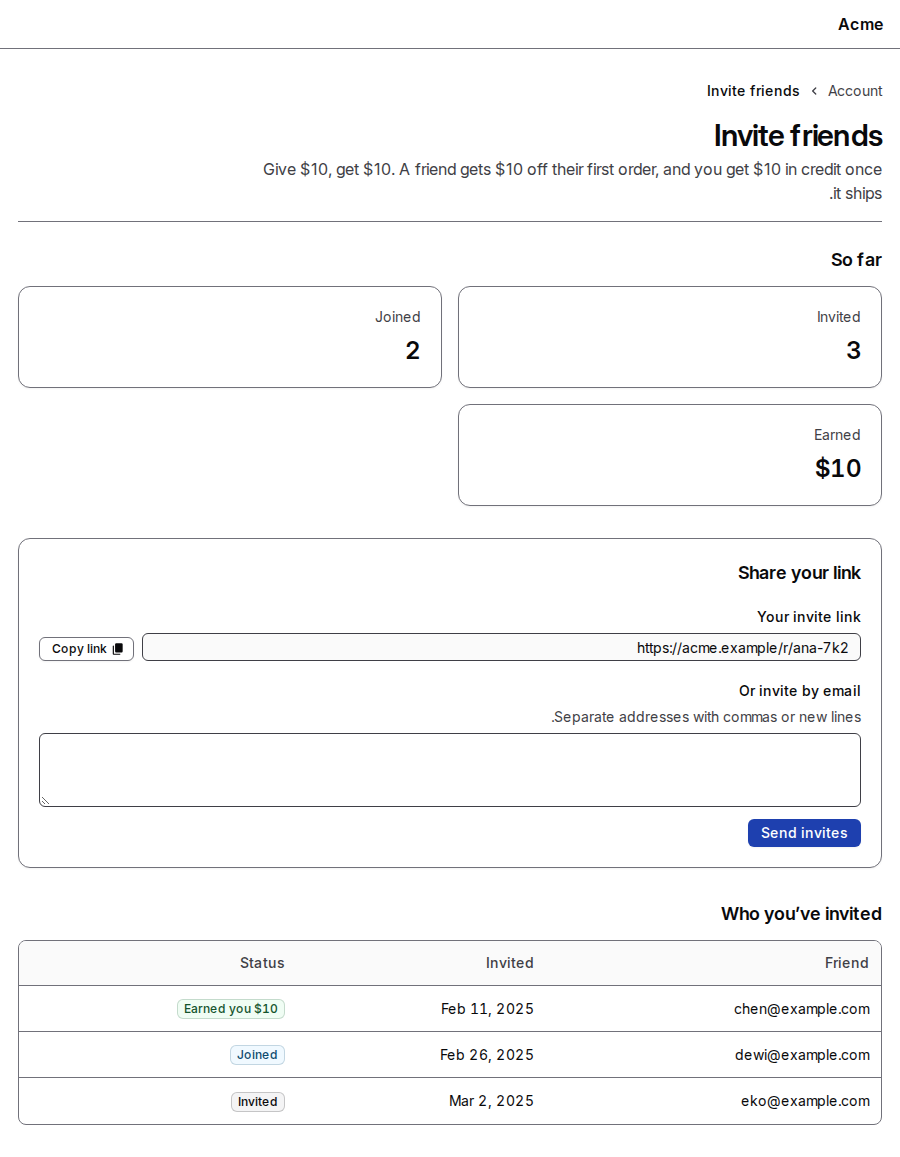 Acme
Account
Invite friends
Invite friends
Give $10, get $10. A friend gets $10 off their first order, and you get $10 in credit once
it ships.
So far
Invited
3
Joined
2
Earned
$10
Share your link
Your invite link
https://acme.example/r/ana-7k2
Copy link
Or invite by email
Separate addresses with commas or new lines.
Send invites
Who you’ve invited
Friend Invited Status
chen@example.com Feb 11, 2025 Earned you $10
dewi@example.com Feb 26, 2025 Joined
eko@example.com Mar 2, 2025 Invited